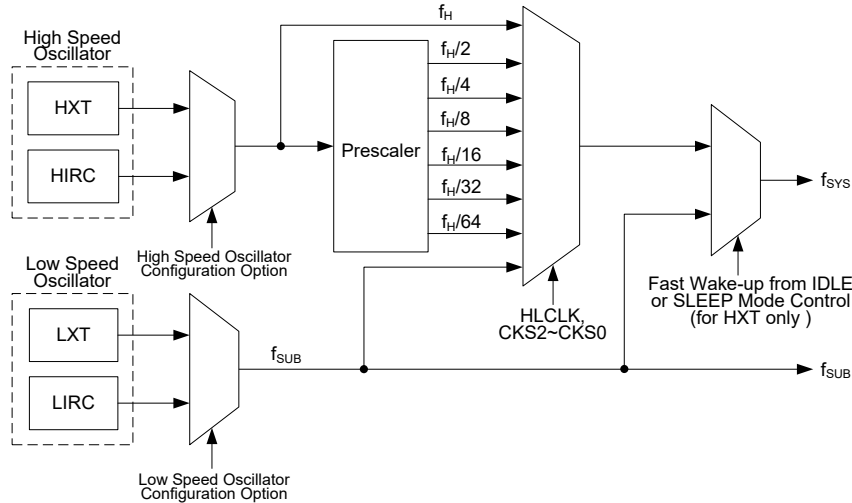 High Speed
Oscillator
HXT
HIRC
High Speed Oscillator
Configuration Option
fH
Prescaler
fH/2
fH/4
fH/8
fH/16
fH/32
fH/64
HLCLK,
CKS2~CKS0
fSYS
Fast Wake-up from IDLE
or SLEEP Mode Control
(for HXT only )
Low Speed
Oscillator
LXT
LIRC
fSUB
fSUB
Low Speed Oscillator
Configuration Option